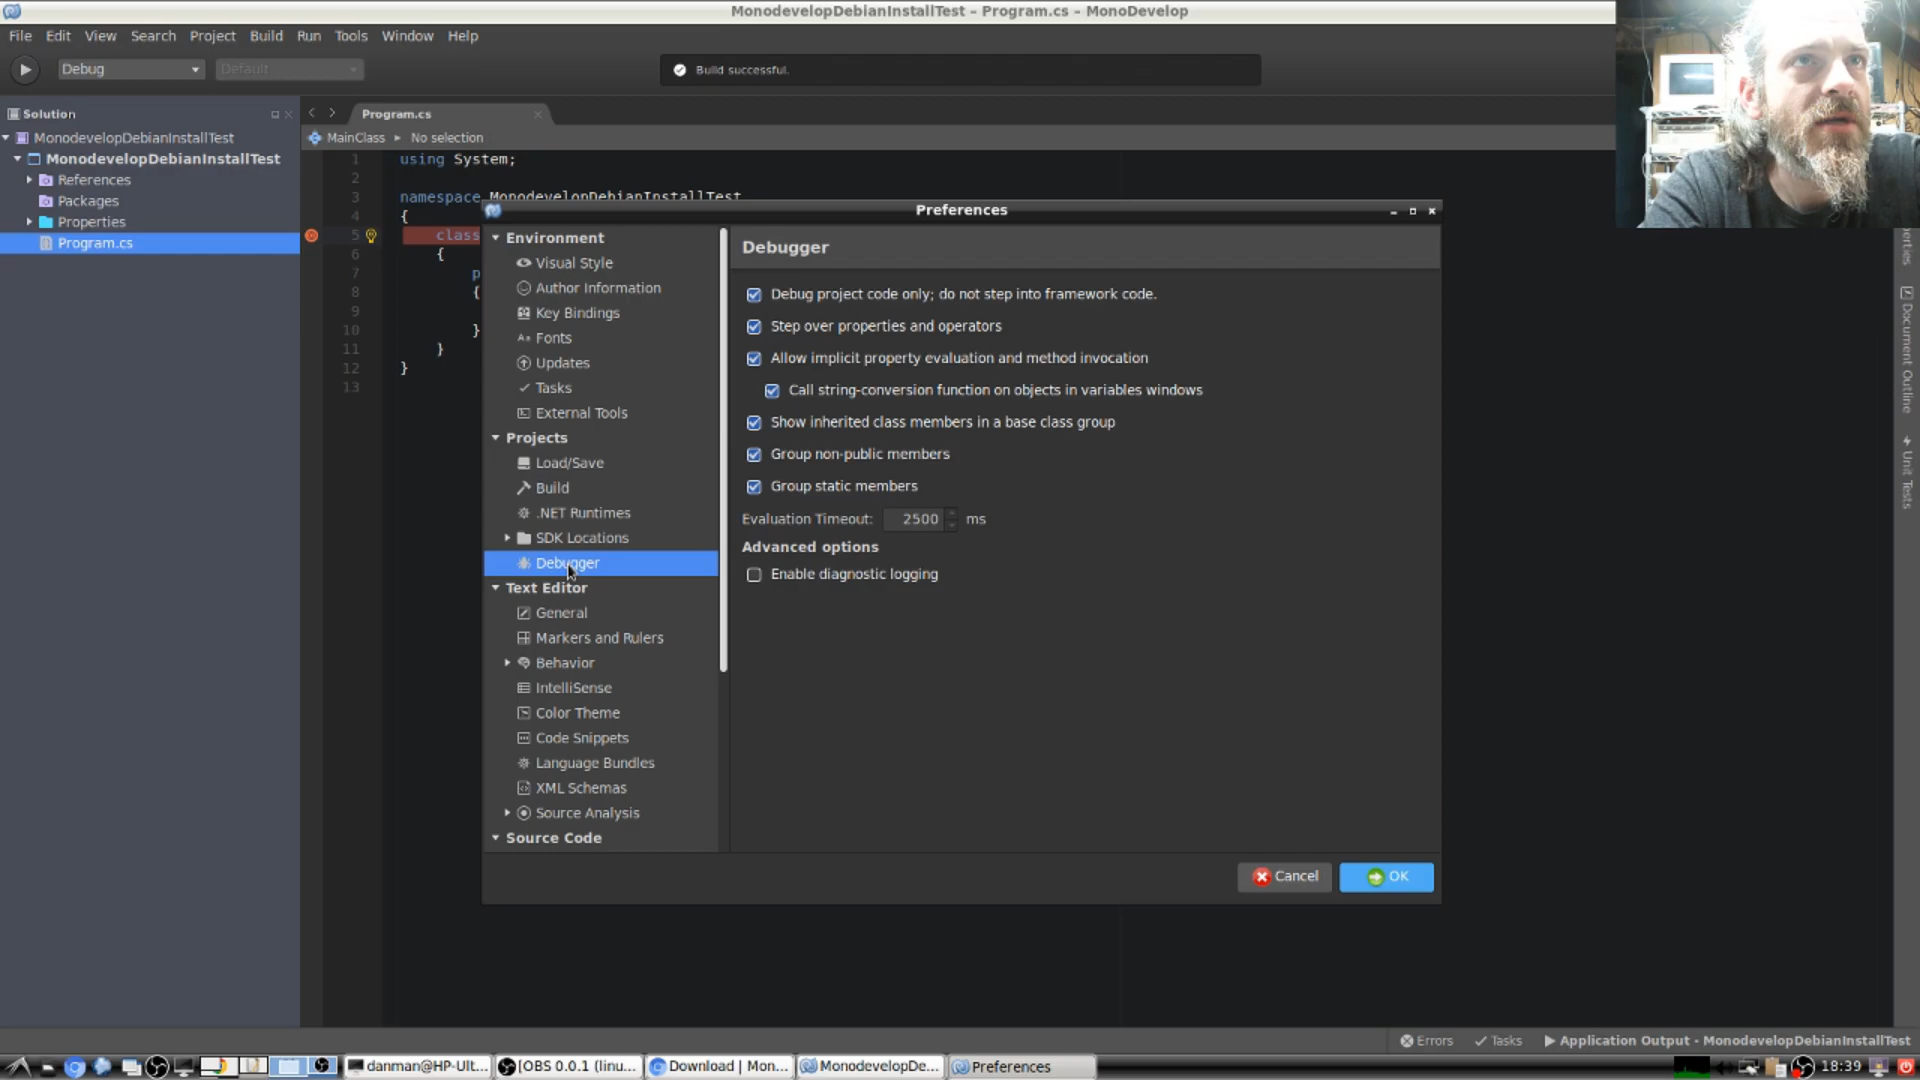 MonodevelopDebianInstallTest – Program.cs – MonoDevelop
File Edit View Search Project Build Run Tools Window Help
Debug Default Build successful.
Solution
MonodevelopDebianInstallTest
MonodevelopDebianInstallTest
References
Packages
Properties
Program.cs
Program.cs
MainClass ▸ No selection
1 using System;
2
3 namespace MonodevelopDebianInstallTest
4 {
5 class
6 {
7 p
8 {
9
10 }
11 }
12 }
13
Preferences
Environment
Visual Style
Author Information
Key Bindings
Fonts
Updates
Tasks
External Tools
Projects
Load/Save
Build
.NET Runtimes
SDK Locations
Debugger
Text Editor
General
Markers and Rulers
Behavior
IntelliSense
Color Theme
Code Snippets
Language Bundles
XML Schemas
Source Analysis
Source Code
Debugger
Debug project code only; do not step into framework code.
Step over properties and operators
Allow implicit property evaluation and method invocation
Call string-conversion function on objects in variables windows
Show inherited class members in a base class group
Group non-public members
Group static members
Evaluation Timeout: 2500 ms
Advanced options
Enable diagnostic logging
Cancel OK
perties
Document Outline
Unit Tests
Errors Tasks Application Output - MonodevelopDebianInstallTest
danman@HP-Ult... [OBS 0.0.1 (linu... Download | Mon... MonodevelopDe... Preferences 18:39